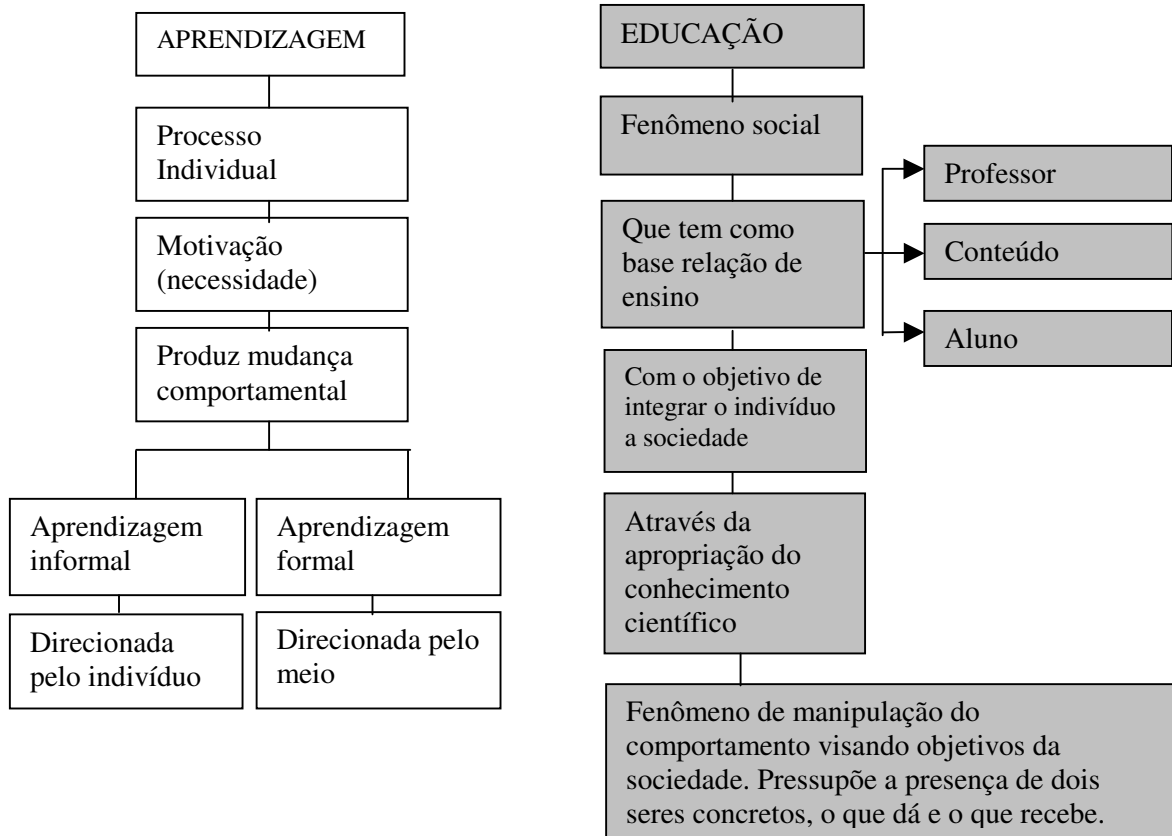 APRENDIZAGEM
Processo
Individual
Motivação
(necessidade)
Produz mudança
comportamental
Aprendizagem
informal
Aprendizagem
formal
Direcionada
pelo indivíduo
Direcionada pelo
meio
EDUCAÇÃO
Fenômeno social
Que tem como
base relação de
ensino
Professor
Conteúdo
Aluno
Com o objetivo de
integrar o indivíduo
a sociedade
Através da
apropriação do
conhecimento
científico
Fenômeno de manipulação do
comportamento visando objetivos da
sociedade. Pressupõe a presença de dois
seres concretos, o que dá e o que recebe.